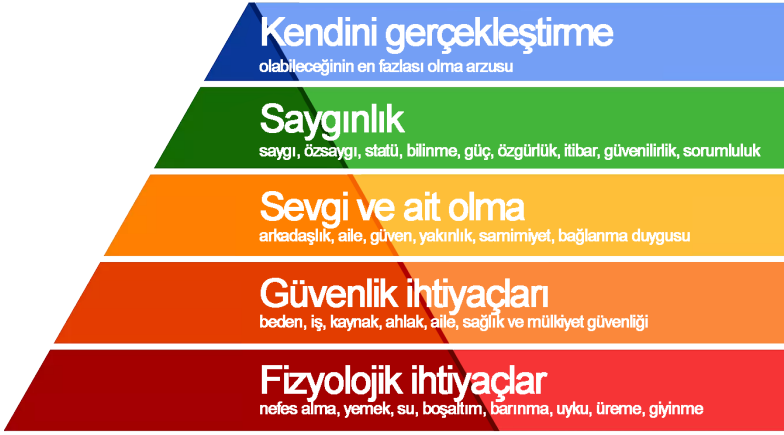 Kendini gerçekleştirme
olabileceğinin en fazlası olma arzusu
Saygınlık
saygı, özsaygı, statü, bilinme, güç, özgürlük, itibar, güvenilirlik, sorumluluk
Sevgi ve ait olma
arkadaşlık, aile, güven, yakınlık, samimiyet, bağlanma duygusu
Güvenlik ihtiyaçları
beden, iş, kaynak, ahlak, aile, sağlık ve mülkiyet güvenliği
Fizyolojik ihtiyaçlar
nefes alma, yemek, su, boşaltım, barınma, uyku, üreme, giyinme